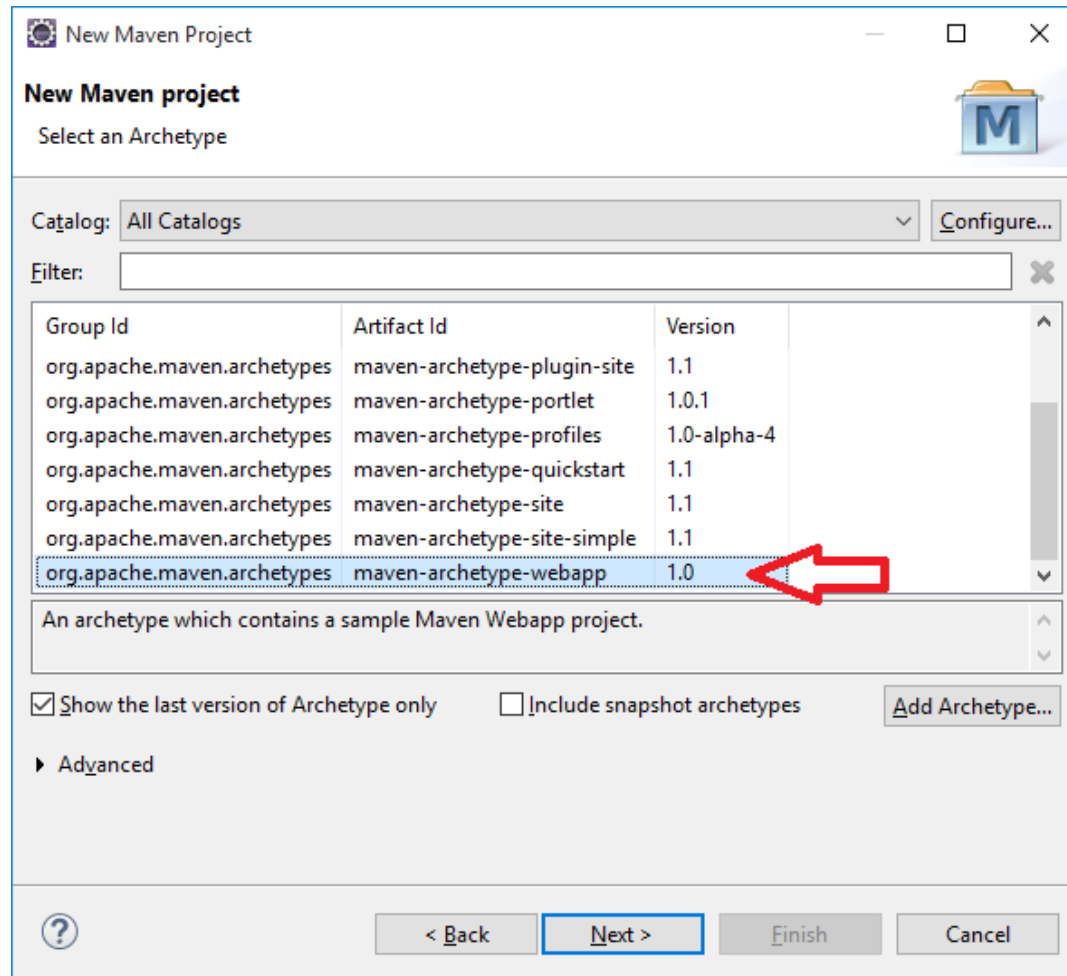 New Maven Project
New Maven project
Select an Archetype
M
Catalog: All Catalogs Configure...
Filter:
Group Id Artifact Id Version
org.apache.maven.archetypes maven-archetype-plugin-site 1.1
org.apache.maven.archetypes maven-archetype-portlet 1.0.1
org.apache.maven.archetypes maven-archetype-profiles 1.0-alpha-4
org.apache.maven.archetypes maven-archetype-quickstart 1.1
org.apache.maven.archetypes maven-archetype-site 1.1
org.apache.maven.archetypes maven-archetype-site-simple 1.1
org.apache.maven.archetypes maven-archetype-webapp 1.0
An archetype which contains a sample Maven Webapp project.
Show the last version of Archetype only Include snapshot archetypes Add Archetype...
Advanced
? < Back Next > Finish Cancel